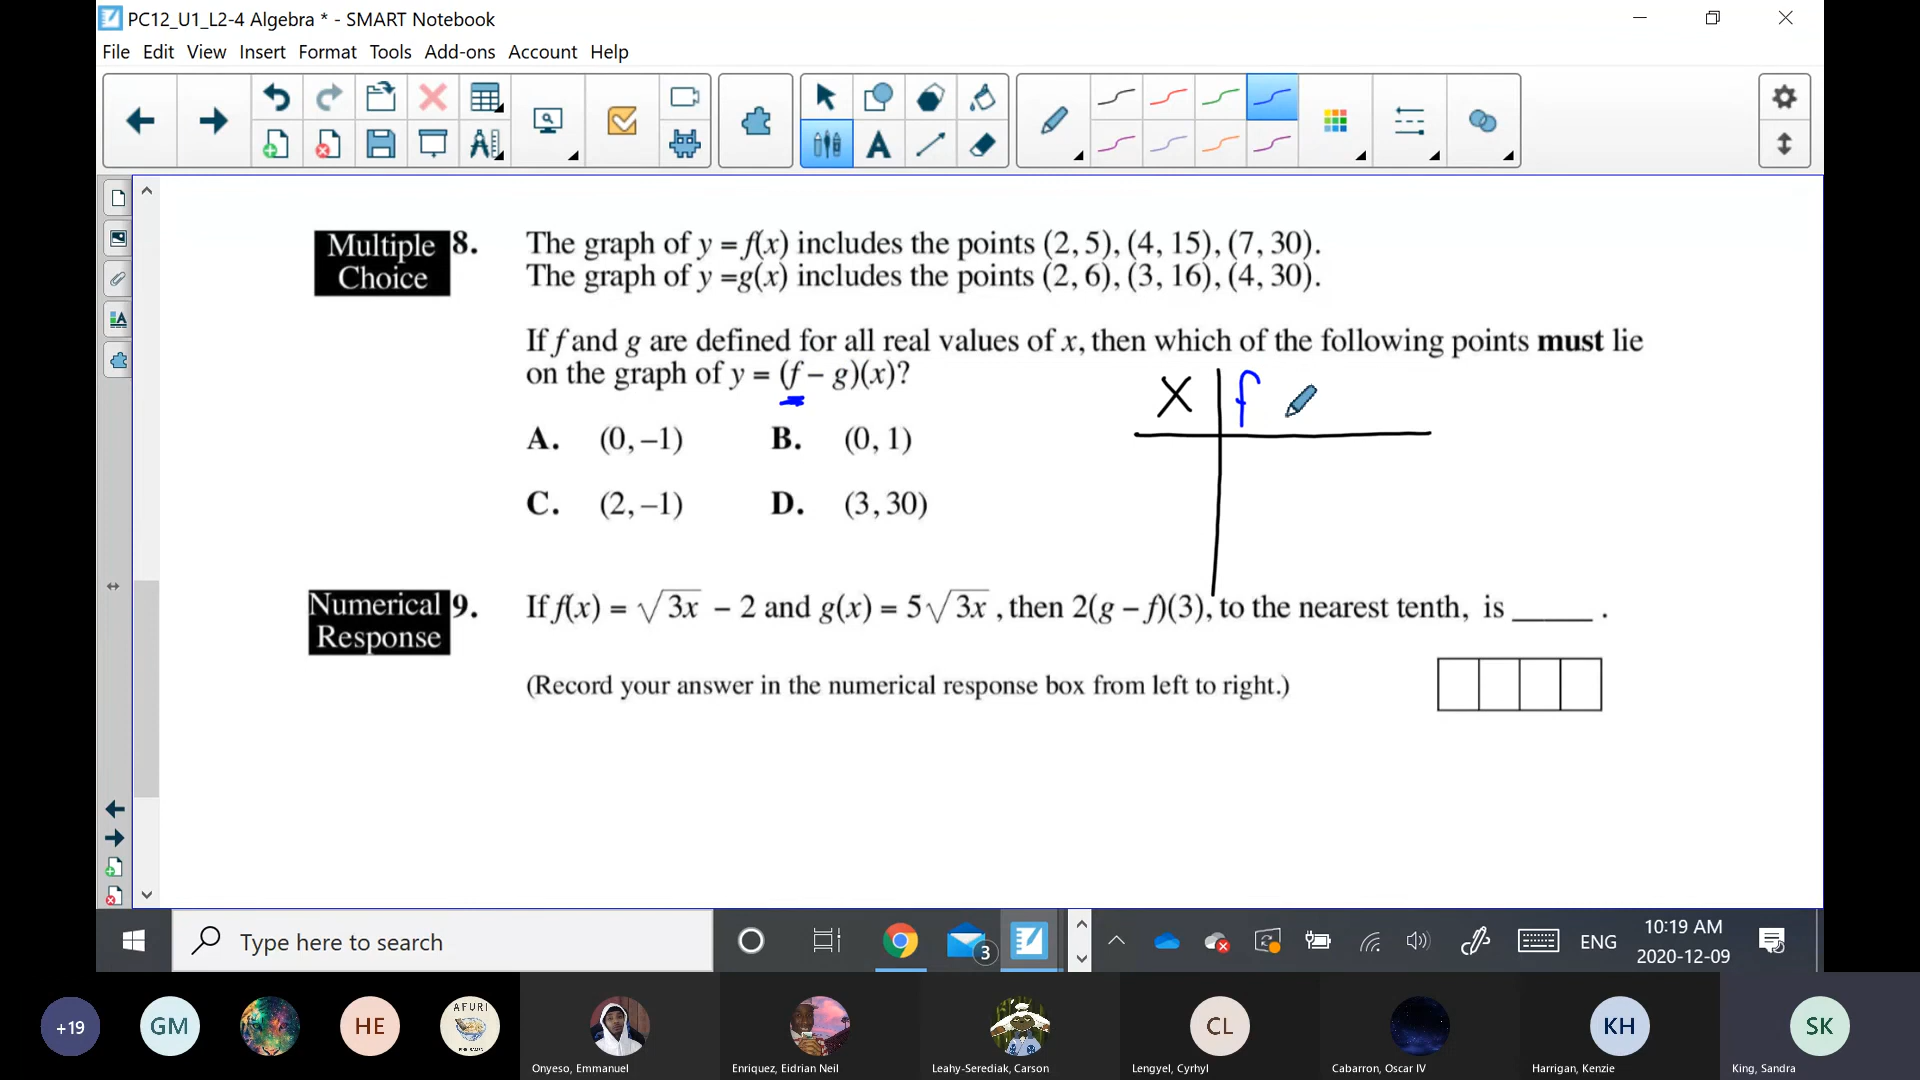 PC12_U1_L2-4 Algebra * - SMART Notebook
File Edit View Insert Format Tools Add-ons Account Help
Multiple Choice
8. The graph of y = f(x) includes the points (2, 5), (4, 15), (7, 30).
The graph of y =g(x) includes the points (2, 6), (3, 16), (4, 30).
If f and g are defined for all real values of x, then which of the following points must lie
on the graph of y = (f – g)(x)?
X f
A. (0, –1) B. (0, 1)
C. (2, –1) D. (3, 30)
Numerical Response
9. If f(x) = √3x – 2 and g(x) = 5√3x , then 2(g – f)(3), to the nearest tenth, is _____ .
(Record your answer in the numerical response box from left to right.)
Type here to search
3
ENG
10:19 AM
2020-12-09
+19 GM HE AFURI CL KH SK
Onyeso, Emmanuel
Enriquez, Eidrian Neil
Leahy-Serediak, Carson
Lengyel, Cyrhyl
Cabarron, Oscar IV
Harrigan, Kenzie
King, Sandra